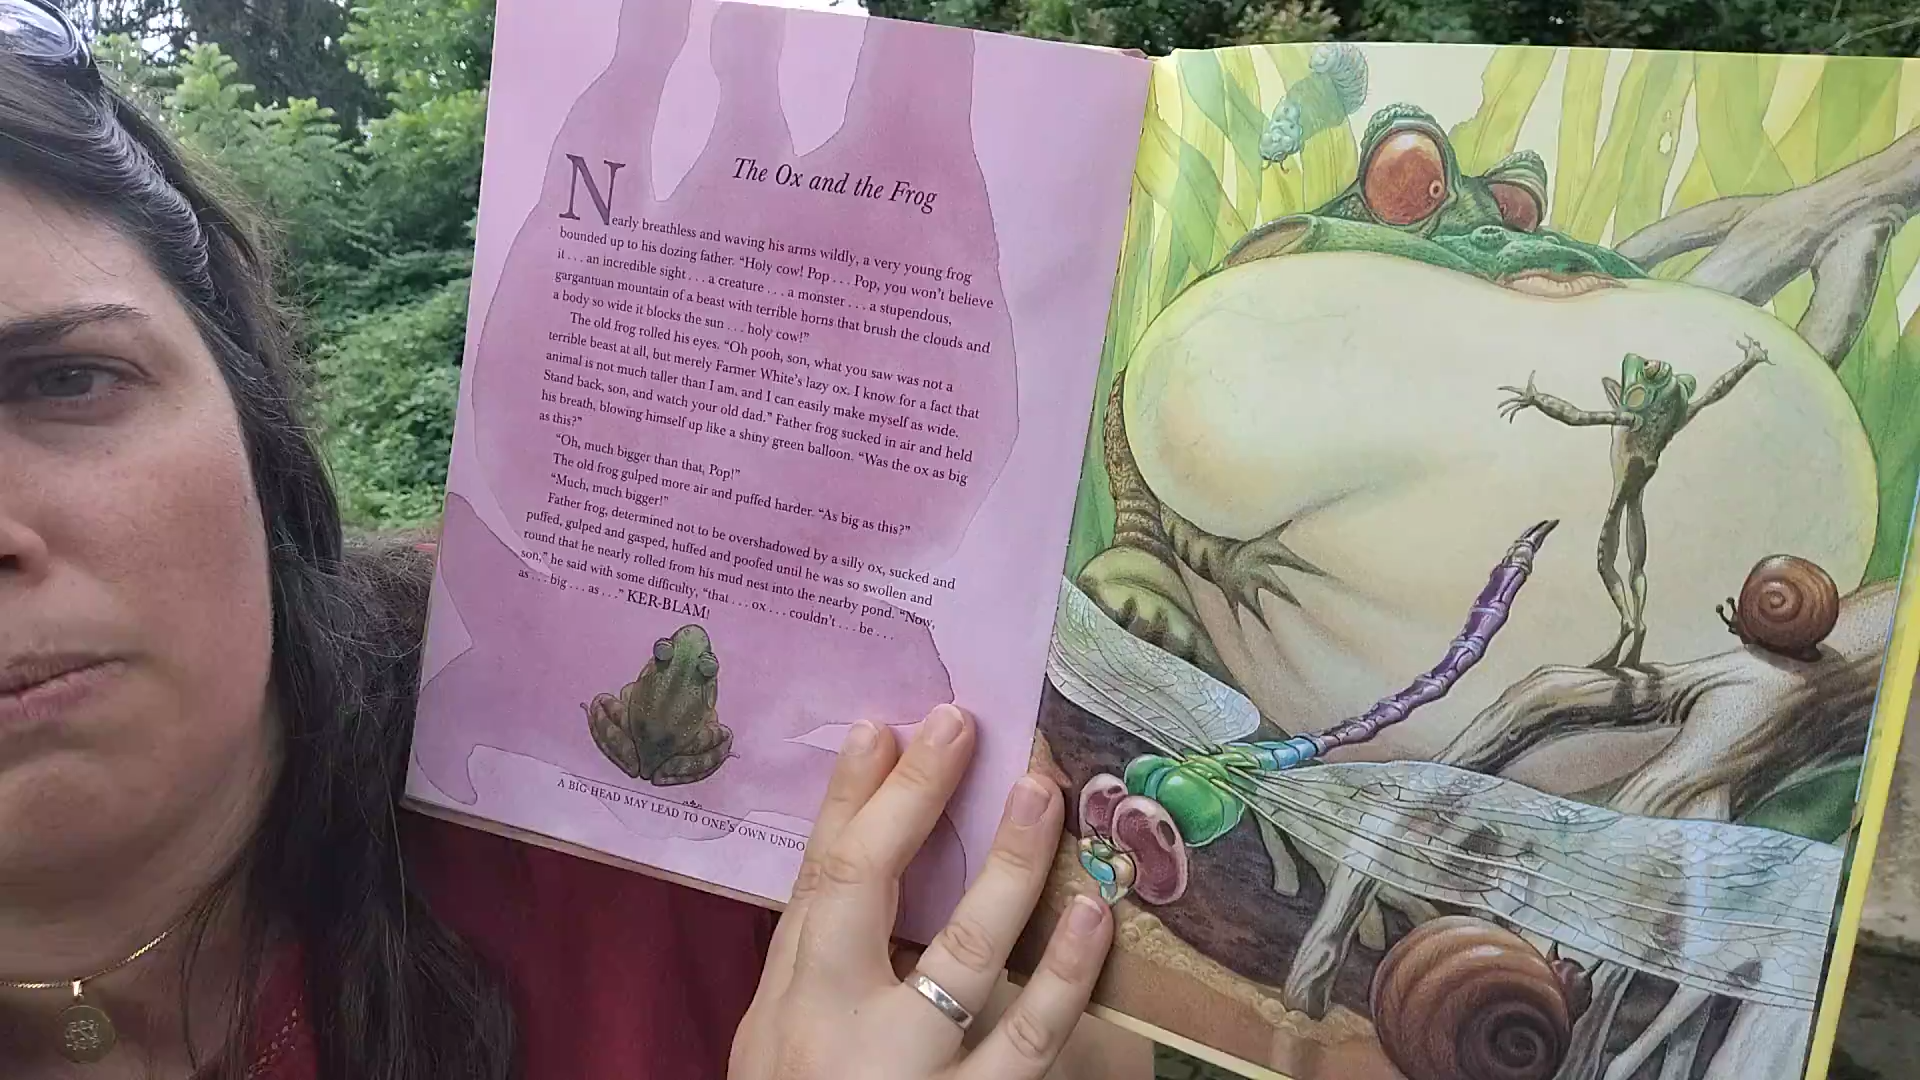 The Ox and the Frog
Nearly breathless and waving his arms wildly, a very young frog
bounded up to his dozing father. “Holy cow! Pop . . . Pop, you won’t believe
it . . . an incredible sight . . . a creature . . . a monster . . . a stupendous,
gargantuan mountain of a beast with terrible horns that brush the clouds and
a body so wide it blocks the sun . . . holy cow!”
The old frog rolled his eyes. “Oh pooh, son, what you saw was not a
terrible beast at all, but merely Farmer White’s lazy ox. I know for a fact that
animal is not much taller than I am, and I can easily make myself as wide.
Stand back, son, and watch your old dad.” Father frog sucked in air and held
his breath, blowing himself up like a shiny green balloon. “Was the ox as big
as this?”
“Oh, much bigger than that, Pop!”
The old frog gulped more air and puffed harder. “As big as this?”
“Much, much bigger!”
Father frog, determined not to be overshadowed by a silly ox, sucked and
puffed, gulped and gasped, huffed and poofed until he was so swollen and
round that he nearly rolled from his mud nest into the nearby pond. “Now,
son,” he said with some difficulty, “that . . . ox . . . couldn’t . . . be . . .
as . . . big . . . as . . .” KER-BLAM!
A BIG HEAD MAY LEAD TO ONE’S OWN UNDO